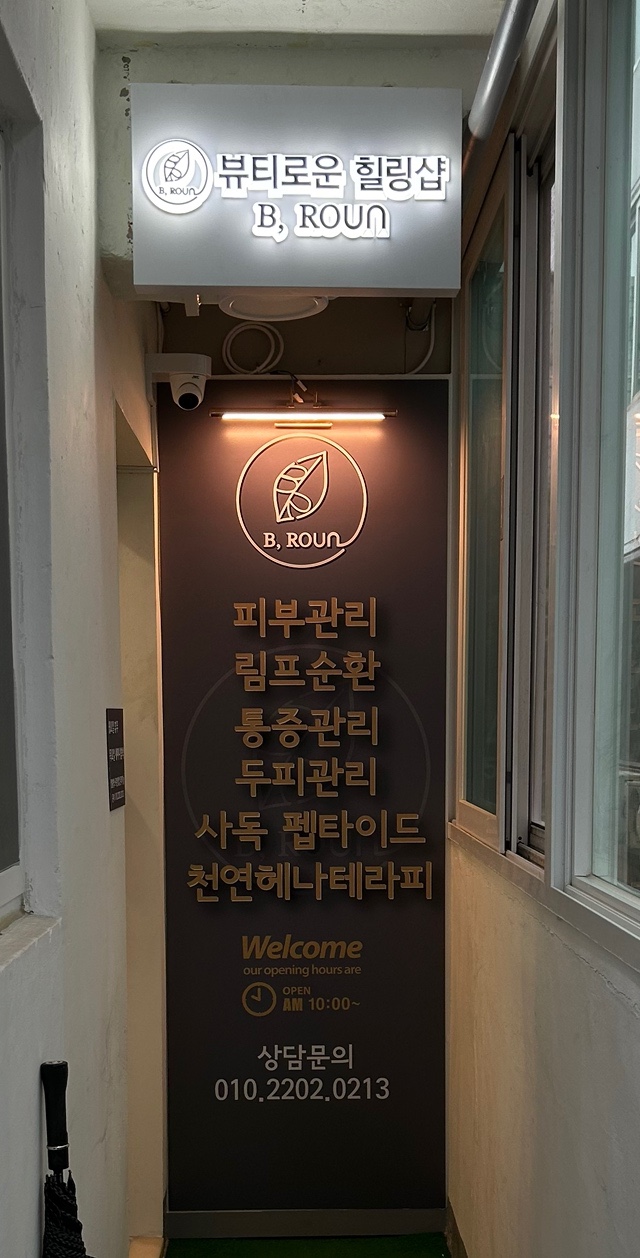 B, ROUN
뷰티로운 힐링샵
B, ROUN
B, ROUN
피부관리
림프순환
통증관리
두피관리
사독 펩타이드
천연헤나테라피
Welcome
our opening hours are
OPEN
AM 10:00~
상담문의
010.2202.0213